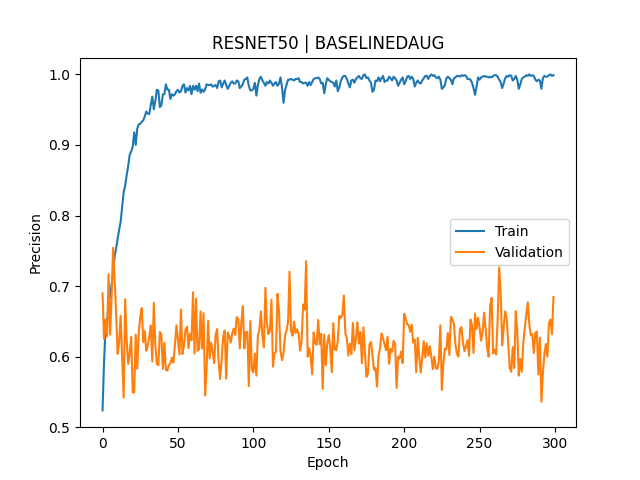 RESNET50 | BASELINEDAUG
1.0
0.9
0.8
0.7
0.6
0.5
Precision
Train
Validation
0 50 100 150 200 250 300
Epoch